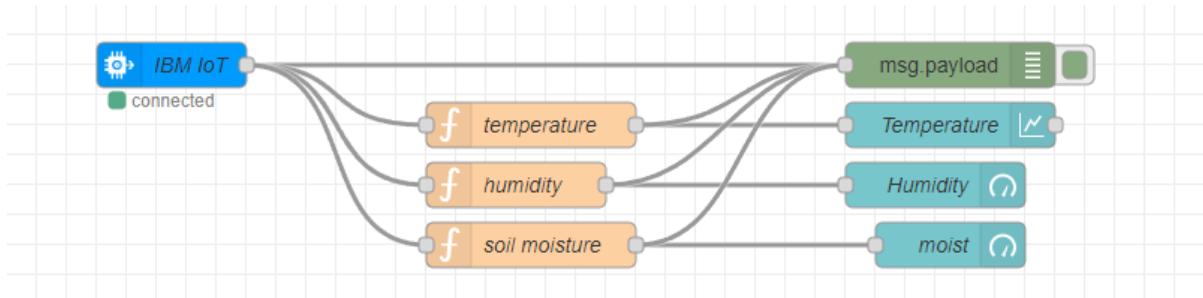 IBM IoT
connected
msg.payload
temperature
Temperature
humidity
Humidity
soil moisture
moist